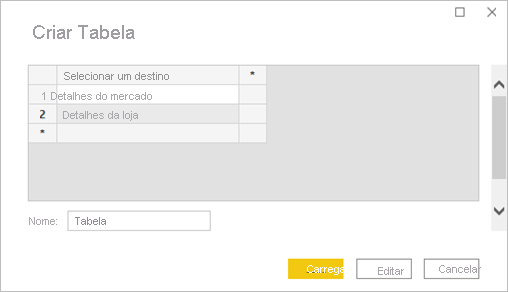 Criar Tabela
Selecionar um destino *
1 Detalhes do mercado
2 Detalhes da loja
*
Nome: Tabela
Carrega Editar Cancelar